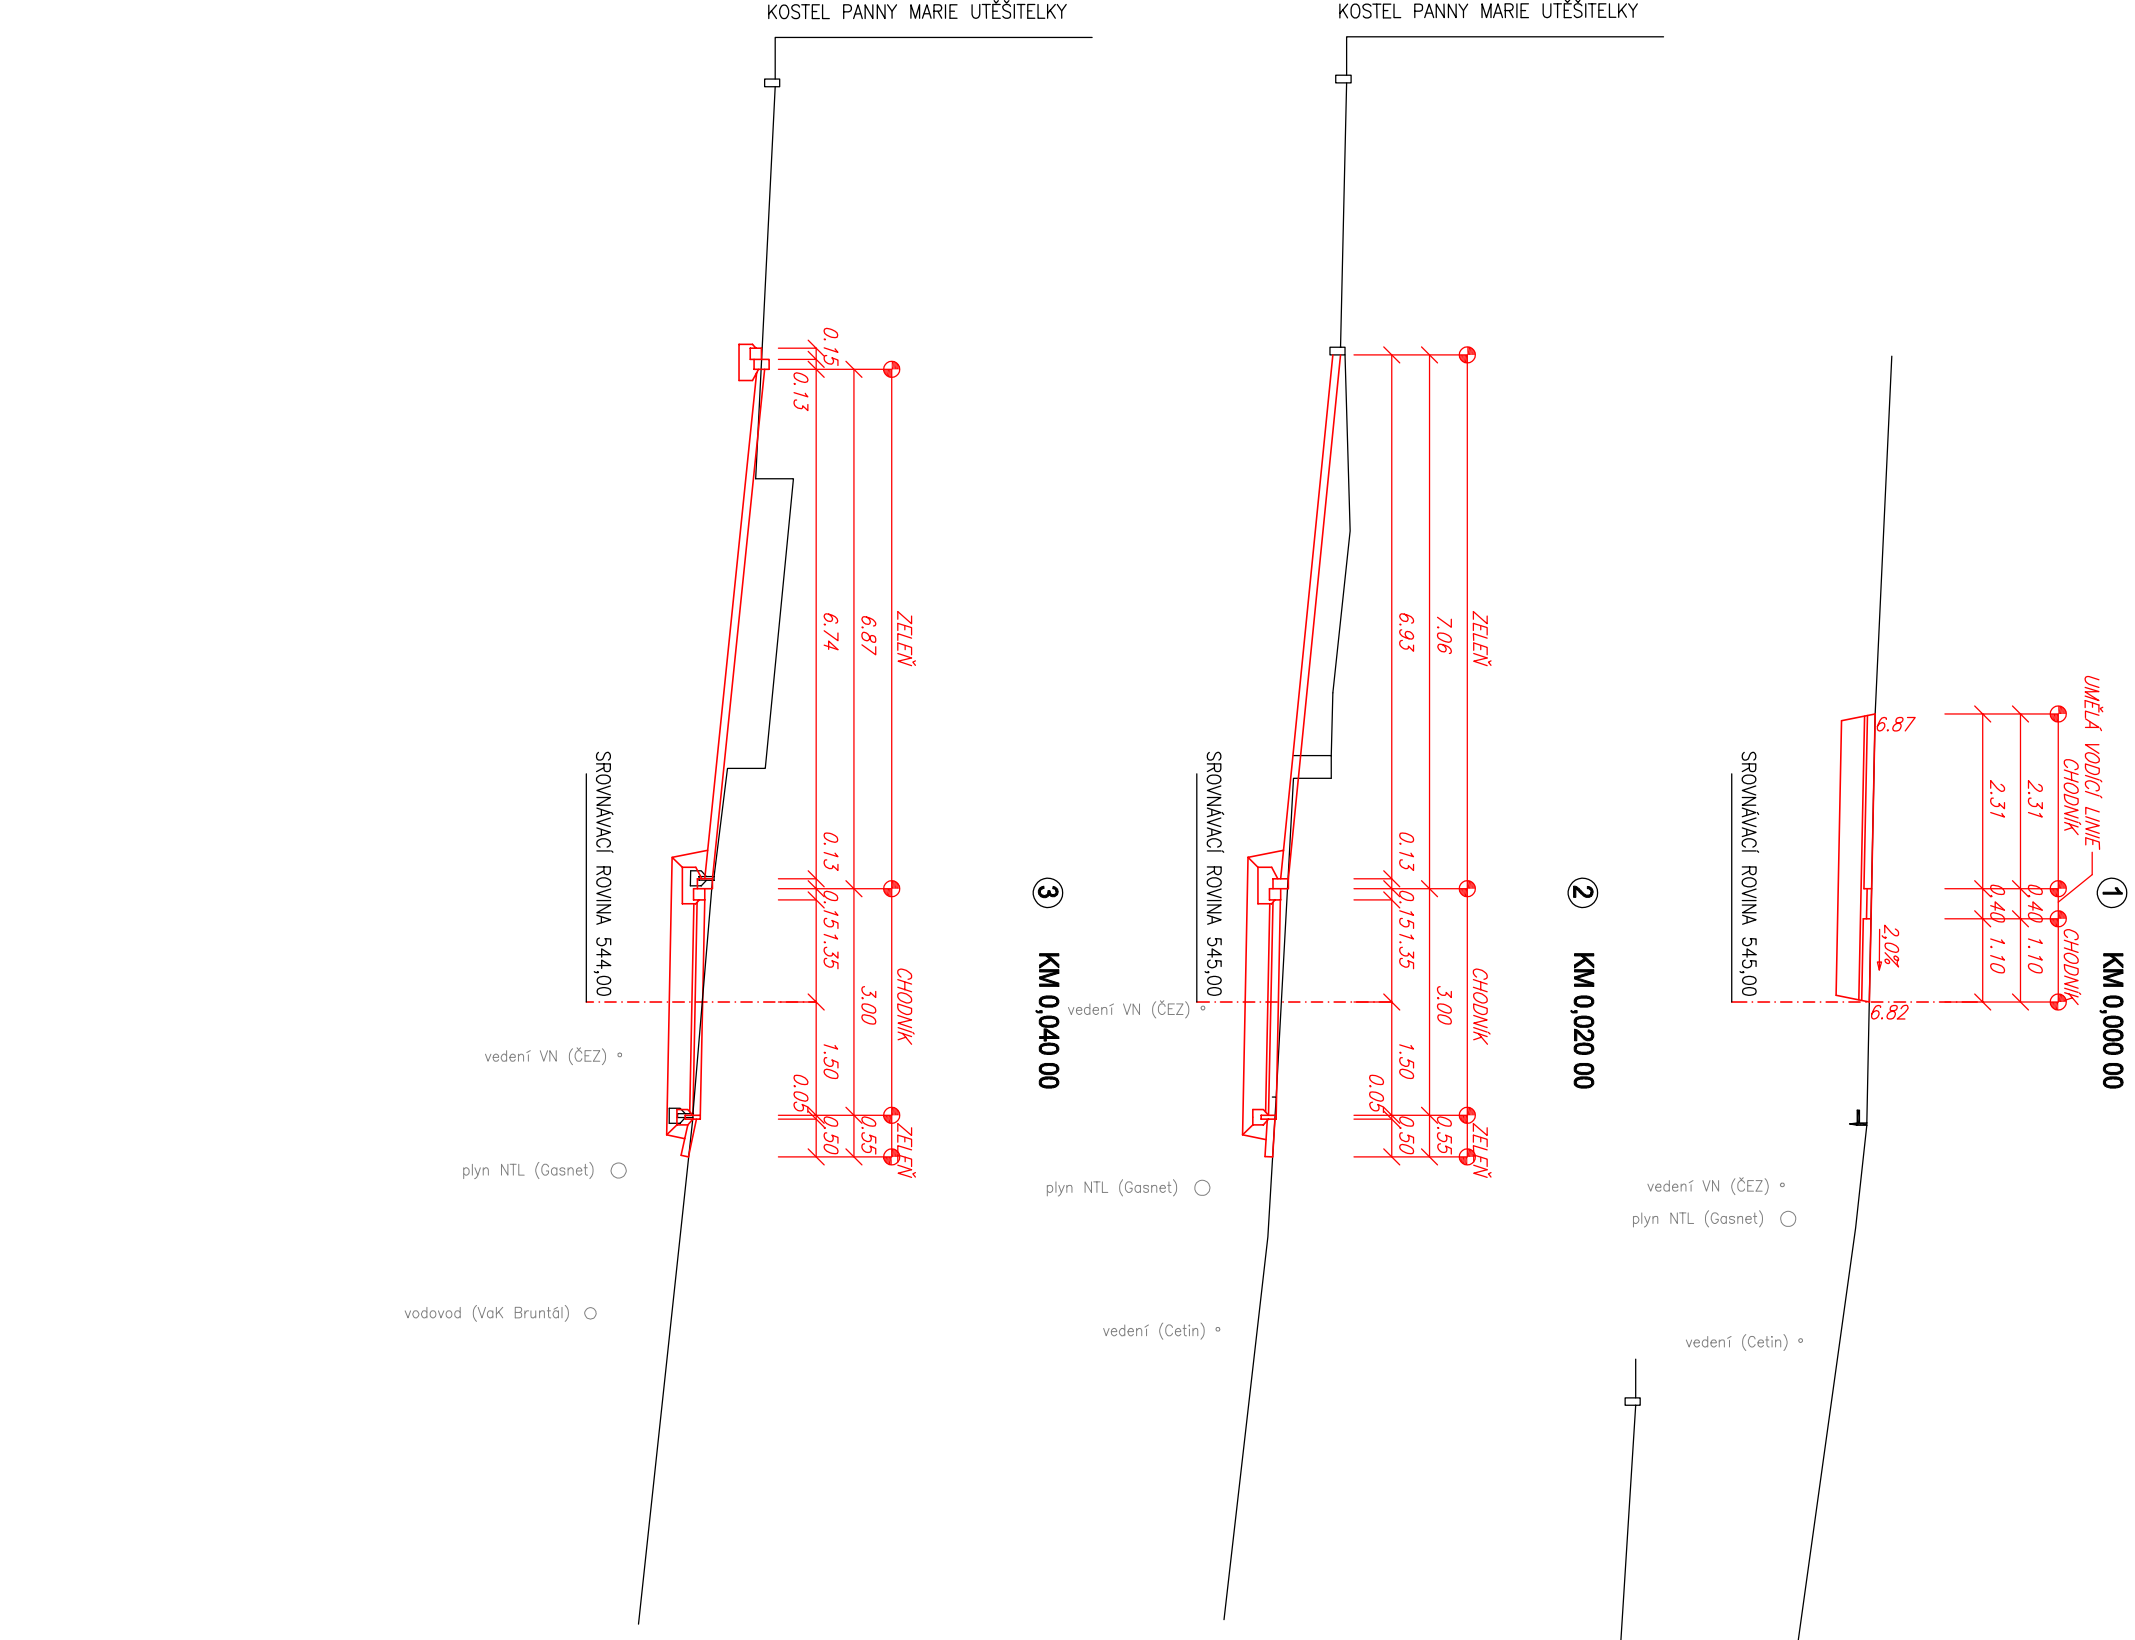 KOSTEL PANNY MARIE UTĚŠITELKY
KOSTEL PANNY MARIE UTĚŠITELKY
1 KM 0,000 00
UMĚLÁ VODÍCÍ LINIE
CHODNÍK
CHODNÍK
2.31
0.40
1.10
2.31
0.40
1.10
6.87
2,0%
6.82
SROVNÁVACÍ ROVINA 545,00
vedení VN (ČEZ)
plyn NTL (Gasnet)
vedení (Cetin)
2 KM 0,020 00
ZELEŇ
CHODNÍK
ZELEŇ
7.06
3.00
0.55
6.93
0.13
0.15
1.35
1.50
0.05
0.50
SROVNÁVACÍ ROVINA 545,00
vedení VN (ČEZ)
plyn NTL (Gasnet)
vedení (Cetin)
3 KM 0,040 00
ZELEŇ
CHODNÍK
ZELEŇ
6.87
3.00
0.55
0.15
0.13
6.74
0.13
0.15
1.35
1.50
0.05
0.50
SROVNÁVACÍ ROVINA 544,00
vedení VN (ČEZ)
plyn NTL (Gasnet)
vodovod (VaK Bruntál)